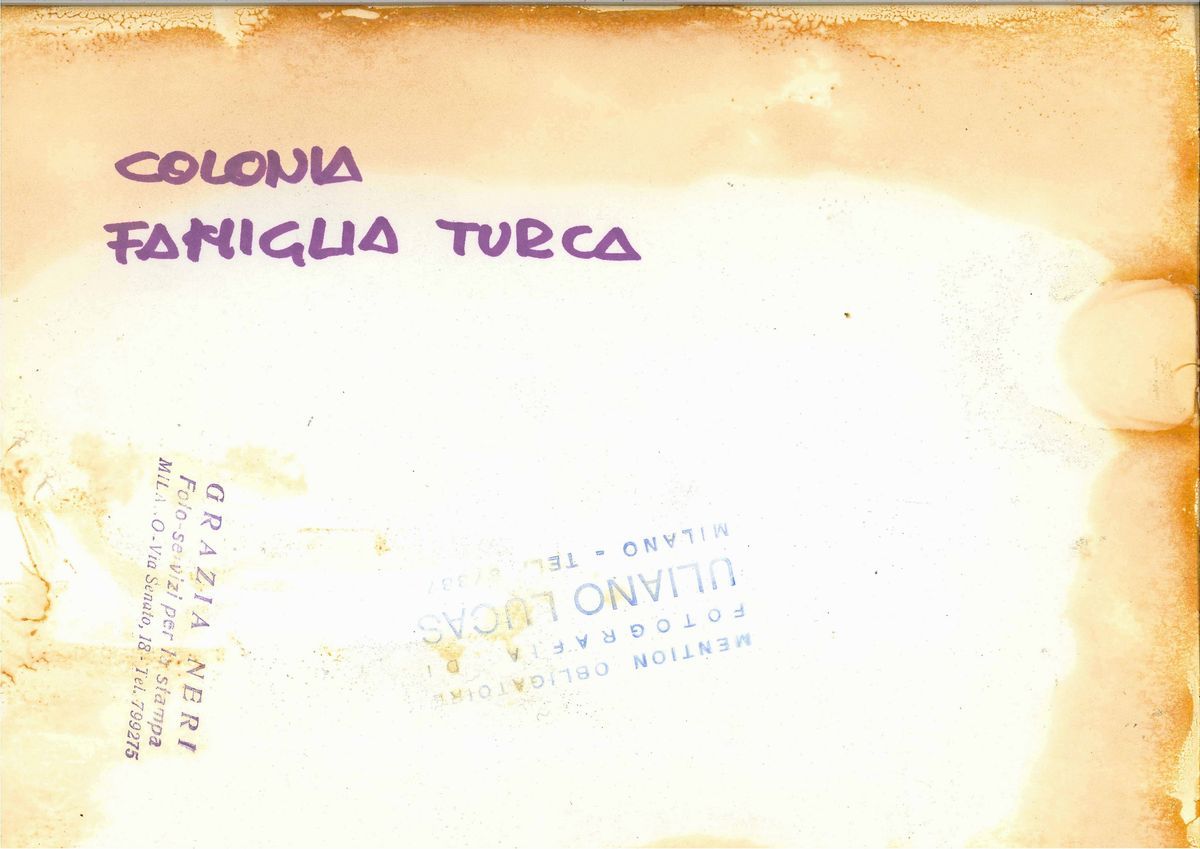 COLONIA
FAMIGLIA TURCA
GRAZIA NERI
Foto-servizi per la stampa
MILANO - Via Senato, 18 - Tel. 799275
MENTION OBLIGATOIRE
FOTOGRAFIA DI
ULIANO LUCAS
MILANO - TEL.